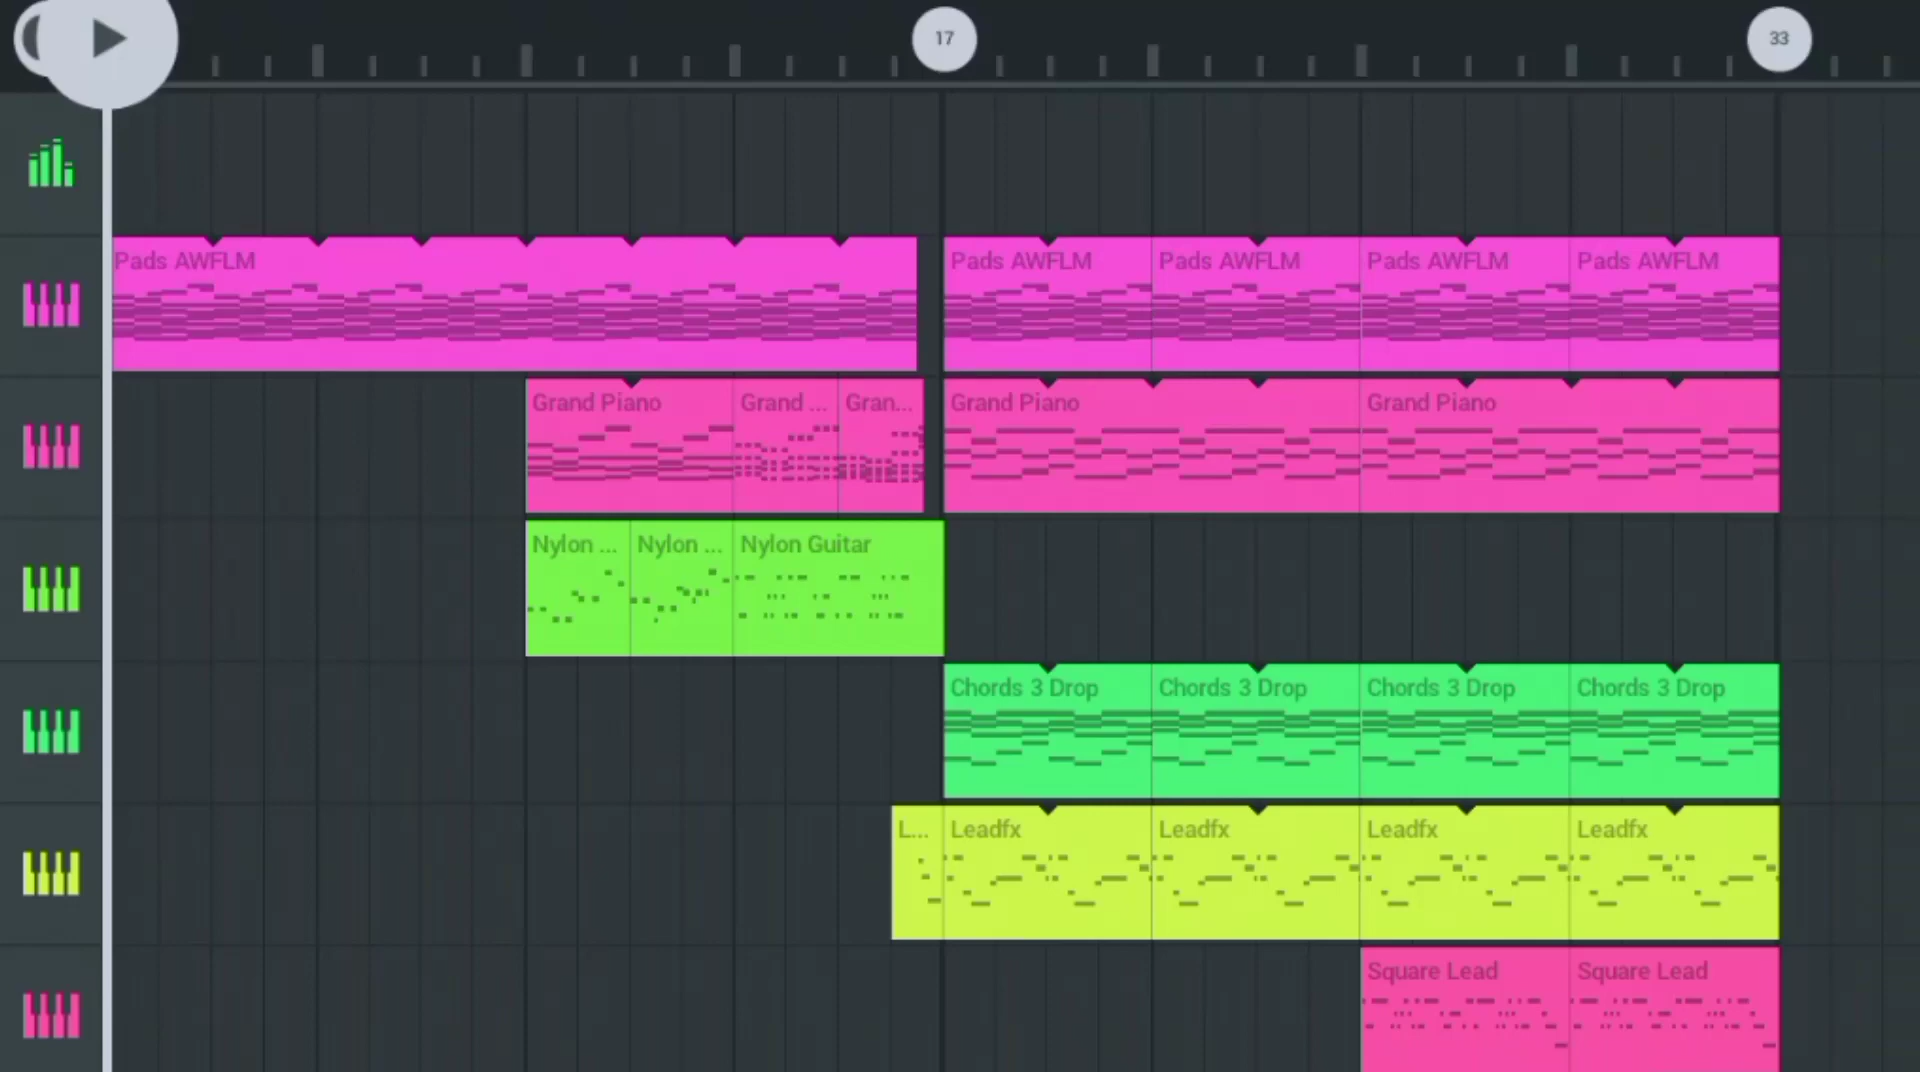 17
33
Pads AWFLM
Pads AWFLM
Pads AWFLM
Pads AWFLM
Pads AWFLM
Grand Piano
Grand ...
Gran...
Grand Piano
Grand Piano
Nylon ...
Nylon ...
Nylon Guitar
Chords 3 Drop
Chords 3 Drop
Chords 3 Drop
Chords 3 Drop
L...
Leadfx
Leadfx
Leadfx
Leadfx
Square Lead
Square Lead